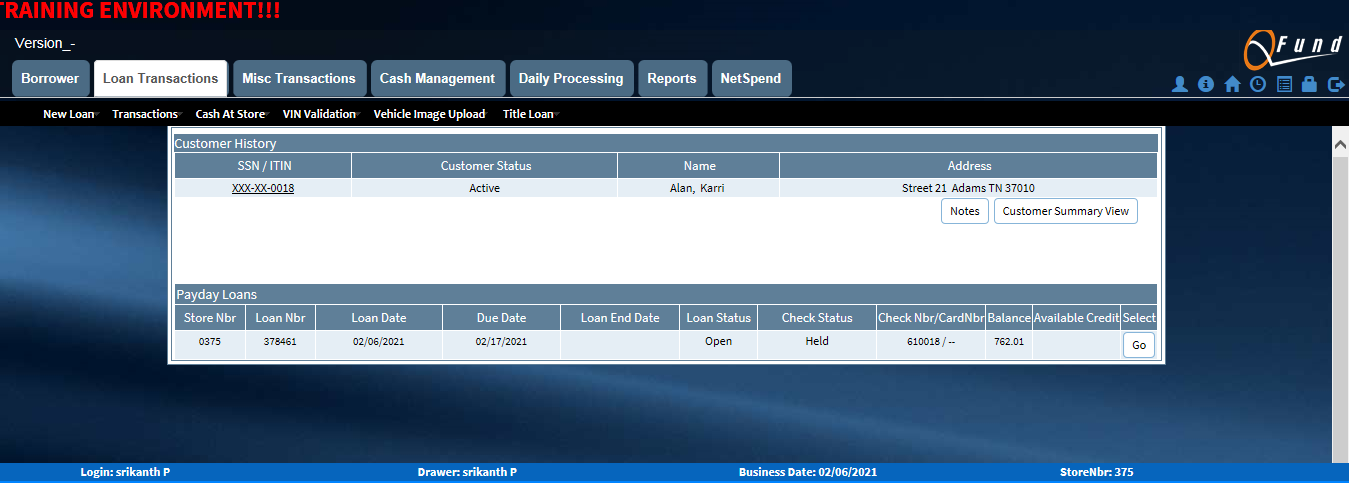 TRAINING ENVIRONMENT!!!
Version_-
Fund
Borrower Loan Transactions Misc Transactions Cash Management Daily Processing Reports NetSpend
New Loan Transactions Cash At Store VIN Validation Vehicle Image Upload Title Loan
Customer History
SSN / ITIN Customer Status Name Address
XXX-XX-0018 Active Alan, Karri Street 21 Adams TN 37010
Notes Customer Summary View
Payday Loans
Store Nbr Loan Nbr Loan Date Due Date Loan End Date Loan Status Check Status Check Nbr/CardNbr Balance Available Credit Select
0375 378461 02/06/2021 02/17/2021 Open Held 610018 / -- 762.01 Go
Login: srikanth P Drawer: srikanth P Business Date: 02/06/2021 StoreNbr: 375